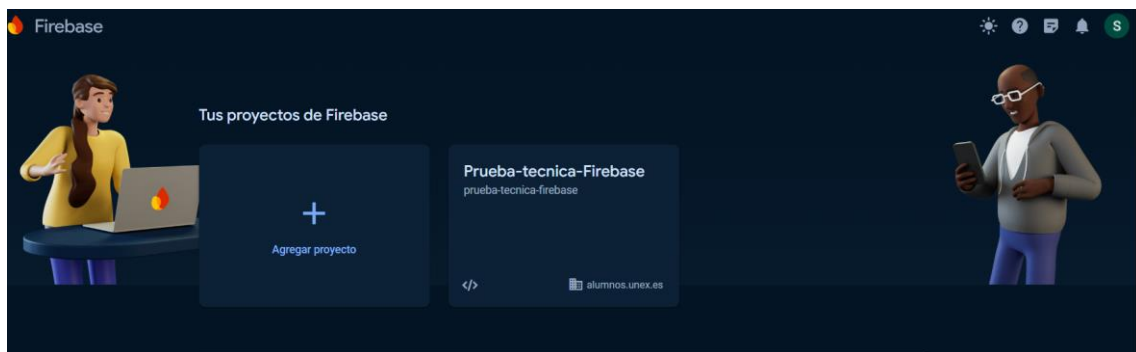 Firebase
S
Tus proyectos de Firebase
Prueba-tecnica-Firebase
prueba-tecnica-firebase
Agregar proyecto
</> alumnos.unex.es